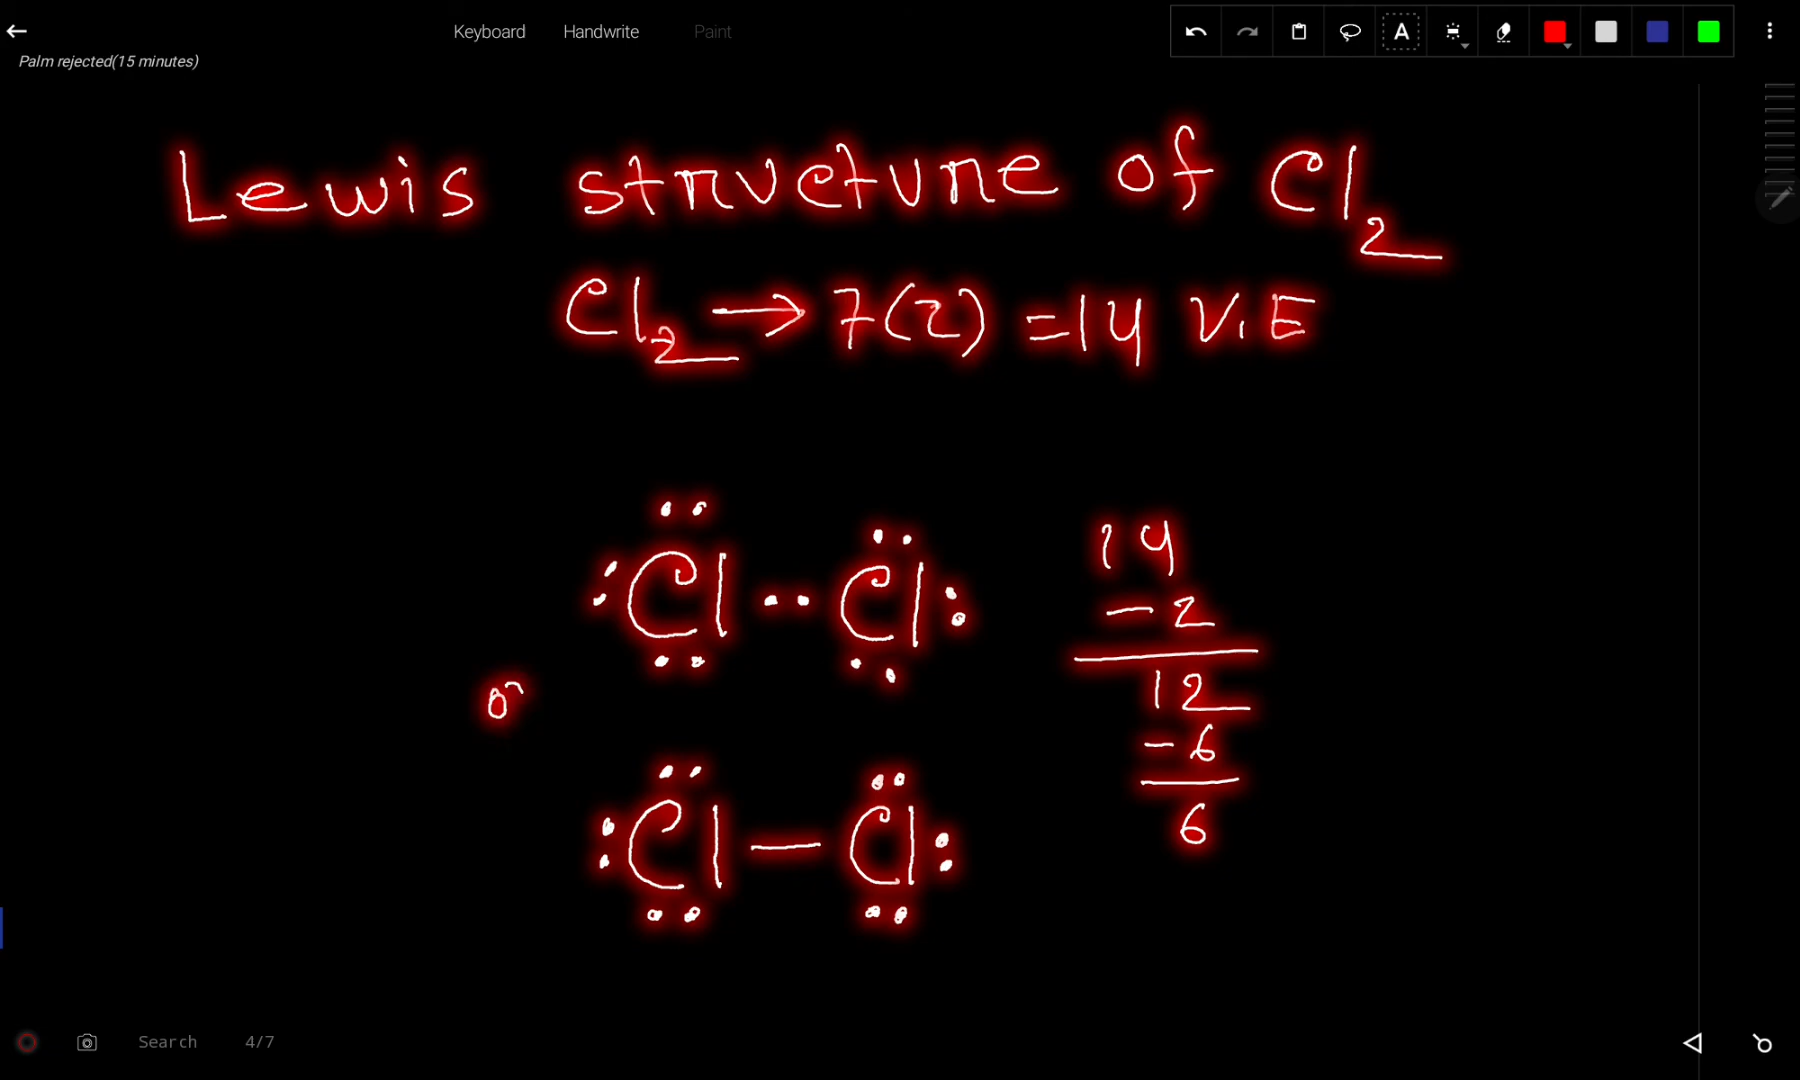 Keyboard Handwrite Paint
A
Palm rejected(15 minutes)
Lewis structure of Cl2
Cl2 → 7(2) = 14 V.E
Cl Cl
14
- 2
12
- 6
6
or
Cl — Cl
Search 4/7